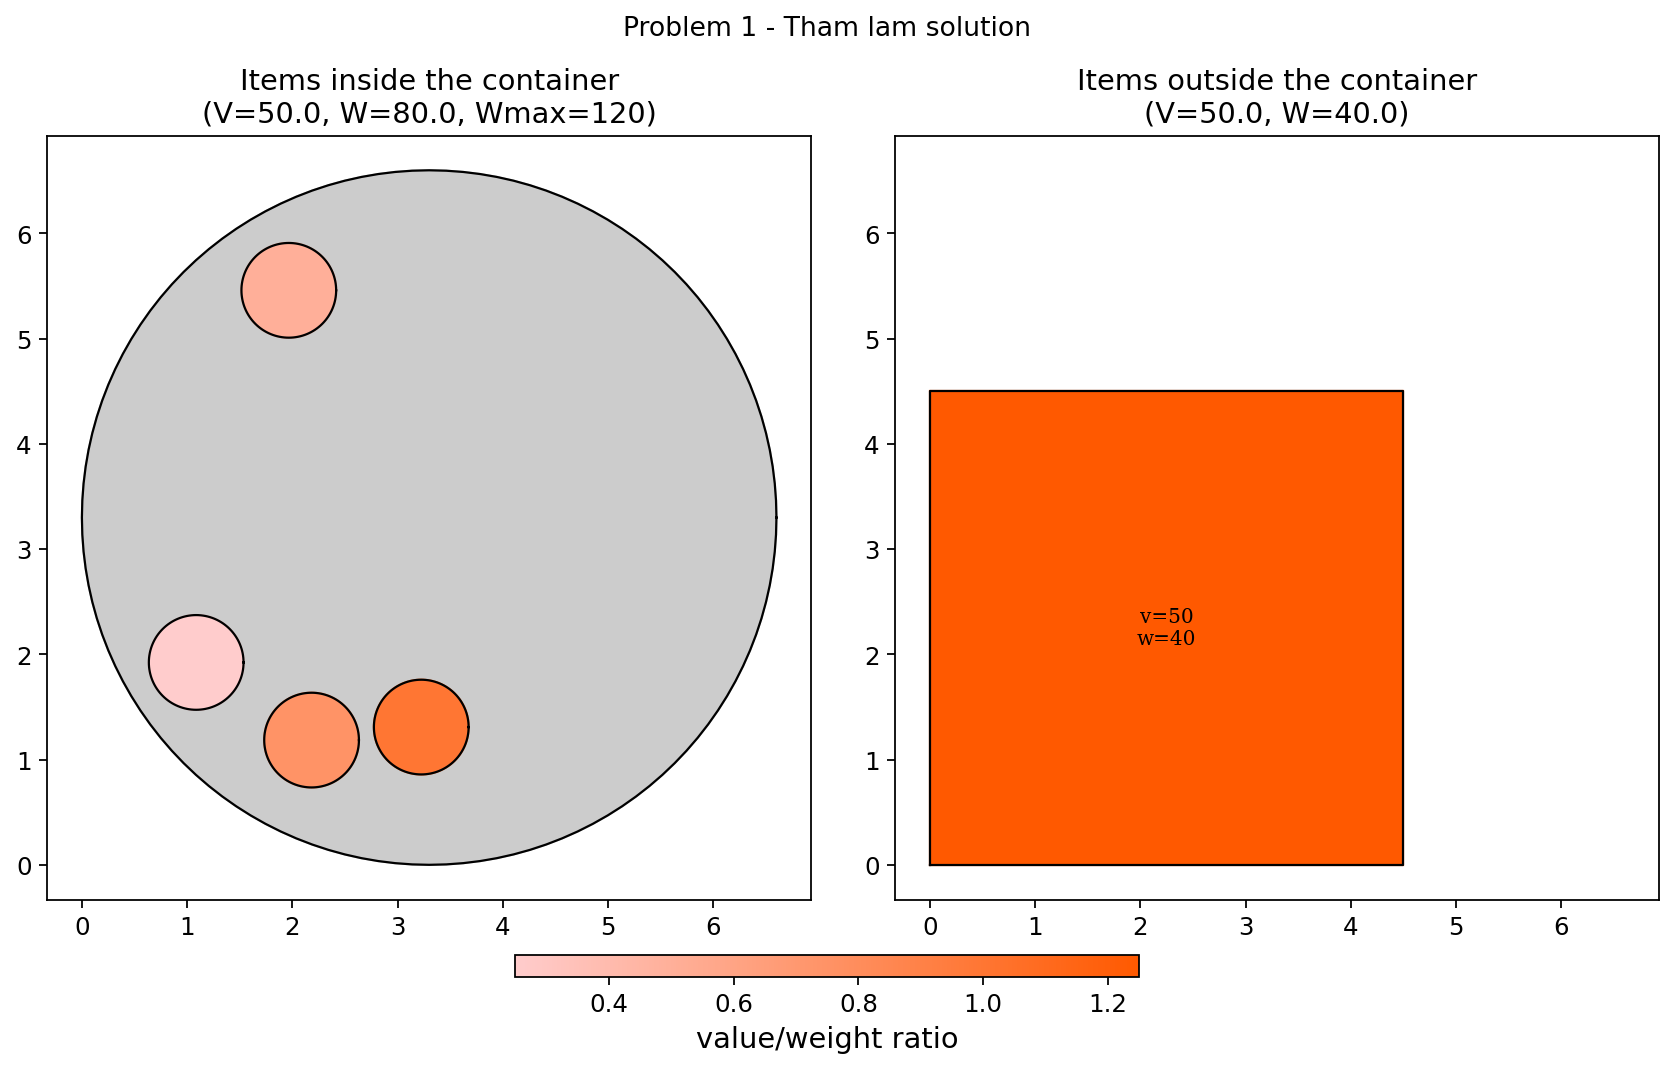 Problem 1 - Tham lam solution
Items inside the container
(V=50.0, W=80.0, Wmax=120)
6
5
4
3
2
1
0
0 1 2 3 4 5 6
Items outside the container
(V=50.0, W=40.0)
6
5
4
3
2
1
0
v=50
w=40
0 1 2 3 4 5 6
0.4 0.6 0.8 1.0 1.2
value/weight ratio